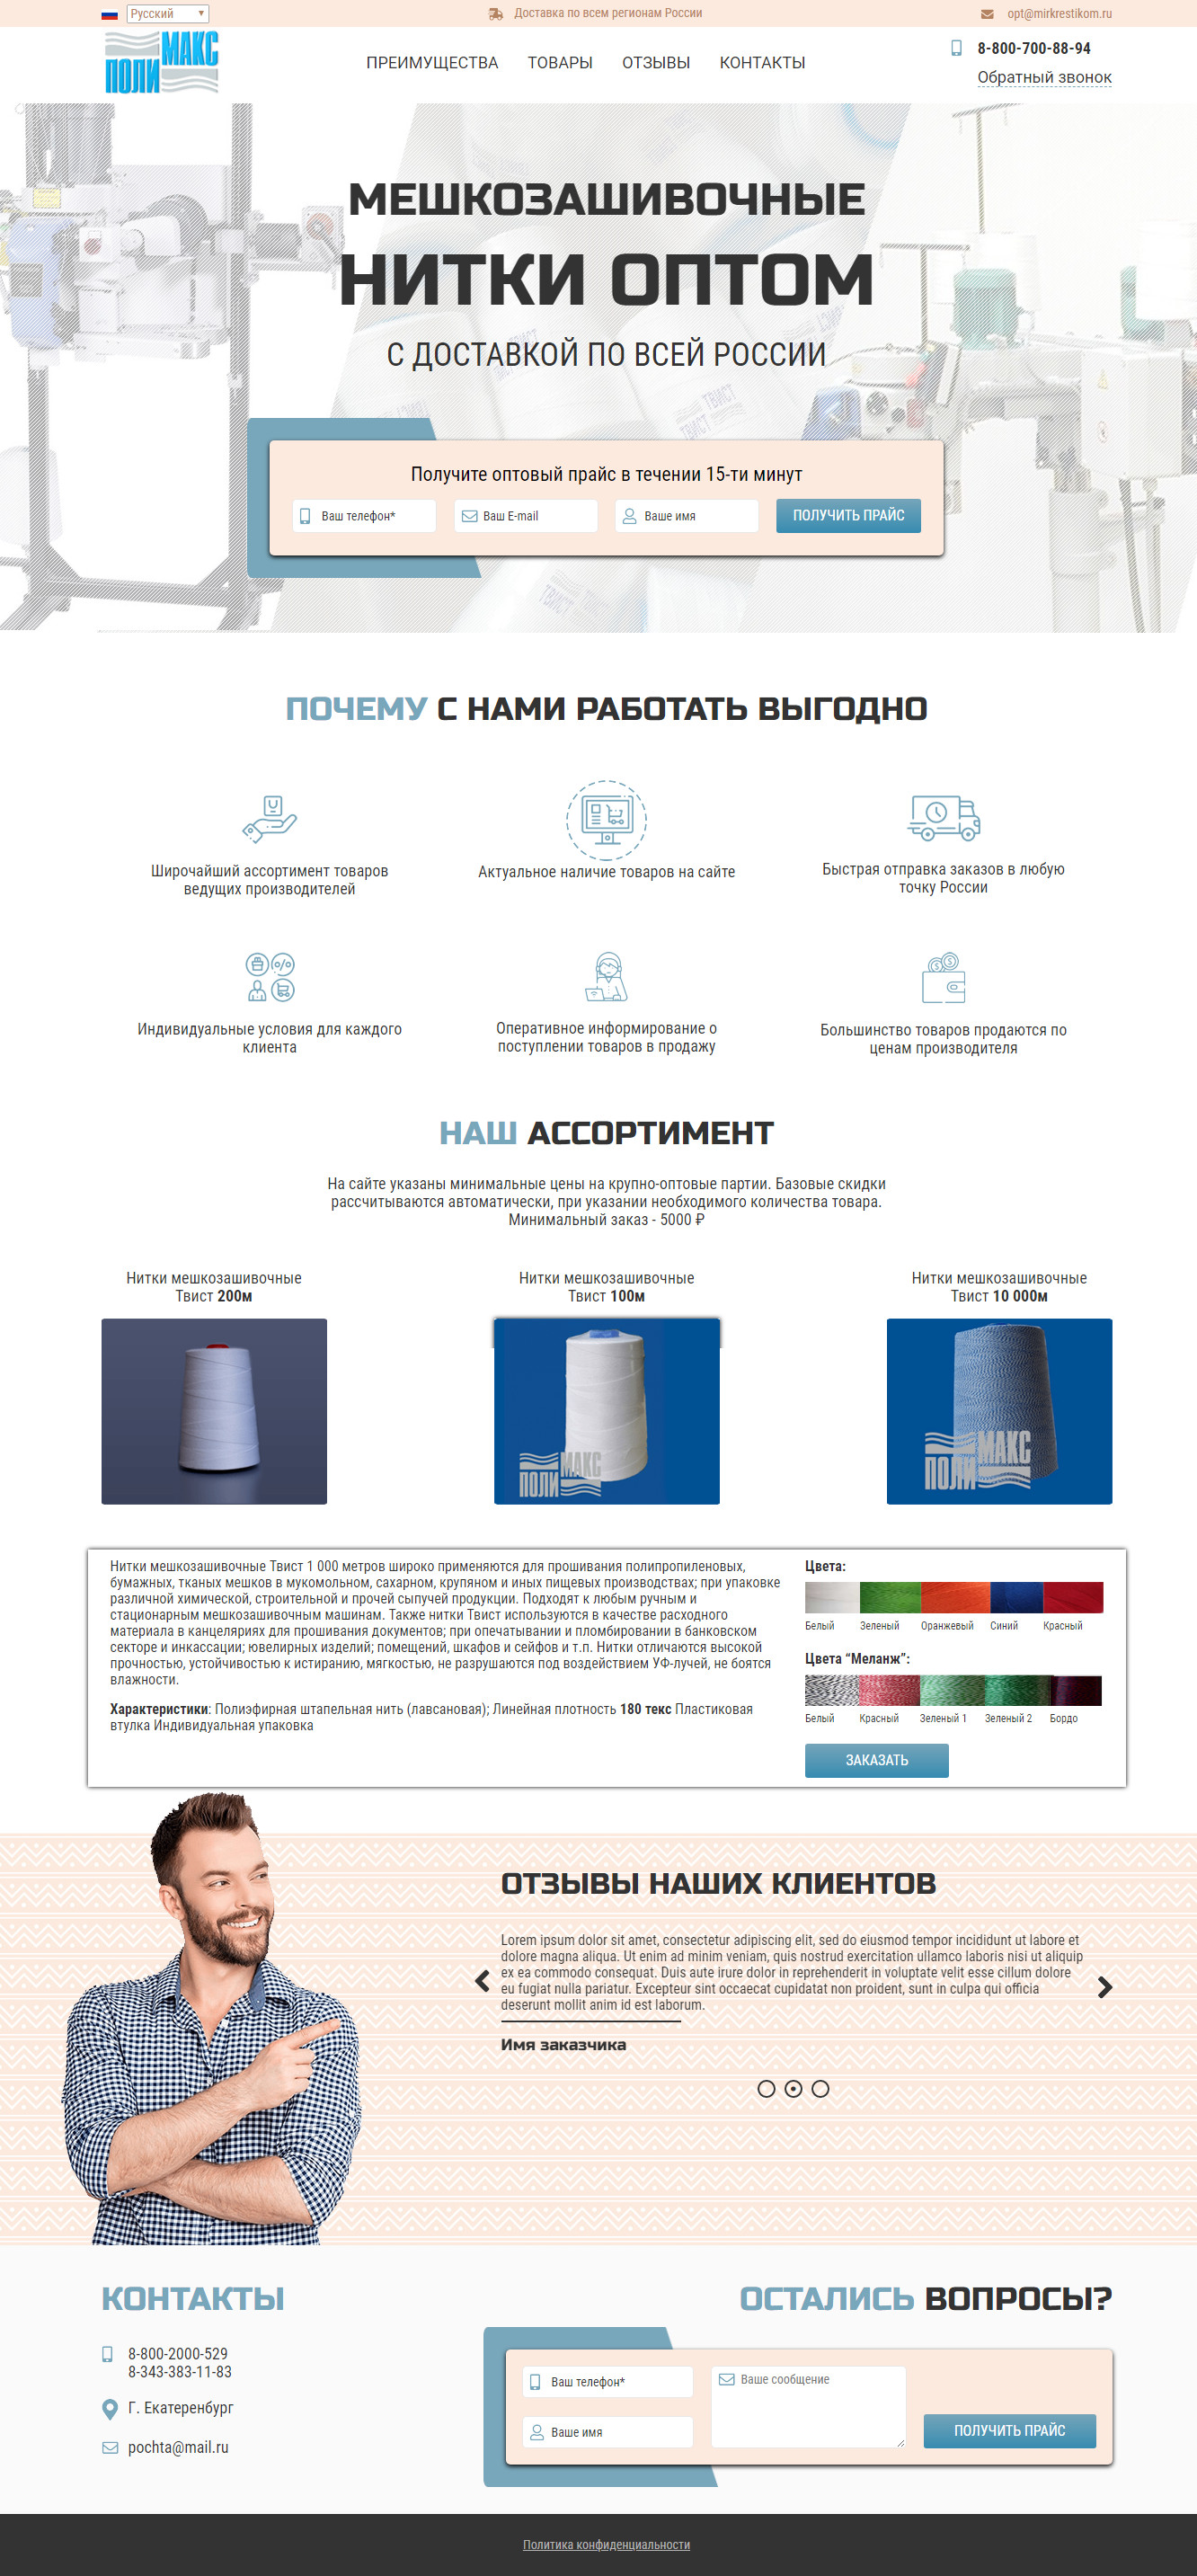 Русский
Доставка по всем регионам России
opt@mirkrestikom.ru
ПОЛИ МАКС
ПРЕИМУЩЕСТВА ТОВАРЫ ОТЗЫВЫ КОНТАКТЫ
8-800-700-88-94
Обратный звонок
МЕШКОЗАШИВОЧНЫЕ
НИТКИ ОПТОМ
С ДОСТАВКОЙ ПО ВСЕЙ РОССИИ
ТВИСТ
ТВИСТ
Получите оптовый прайс в течении 15-ти минут
Ваш телефон* Ваш E-mail Ваше имя ПОЛУЧИТЬ ПРАЙС
ПОЧЕМУ С НАМИ РАБОТАТЬ ВЫГОДНО
Широчайший ассортимент товаров
ведущих производителей
Актуальное наличие товаров на сайте
Быстрая отправка заказов в любую
точку России
Индивидуальные условия для каждого
клиента
Оперативное информирование о
поступлении товаров в продажу
Большинство товаров продаются по
ценам производителя
НАШ АССОРТИМЕНТ
На сайте указаны минимальные цены на крупно-оптовые партии. Базовые скидки
рассчитываются автоматически, при указании необходимого количества товара.
Минимальный заказ - 5000 ₽
Нитки мешкозашивочные
Твист 200м
Нитки мешкозашивочные
Твист 100м
Нитки мешкозашивочные
Твист 10 000м
ПОЛИ МАКС
ПОЛИ МАКС
Нитки мешкозашивочные Твист 1 000 метров широко применяются для прошивания полипропиленовых,
бумажных, тканых мешков в мукомольном, сахарном, крупяном и иных пищевых производствах; при упаковке
различной химической, строительной и прочей сыпучей продукции. Подходят к любым ручным и
стационарным мешкозашивочным машинам. Также нитки Твист используются в качестве расходного
материала в канцеляриях для прошивания документов; при опечатывании и пломбировании в банковском
секторе и инкассации; ювелирных изделий; помещений, шкафов и сейфов и т.п. Нитки отличаются высокой
прочностью, устойчивостью к истиранию, мягкостью, не разрушаются под воздействием УФ-лучей, не боятся
влажности.
Характеристики: Полиэфирная штапельная нить (лавсановая); Линейная плотность 180 текс Пластиковая
втулка Индивидуальная упаковка
Цвета:
Белый Зеленый Оранжевый Синий Красный
Цвета “Меланж”:
Белый Красный Зеленый 1 Зеленый 2 Бордо
ЗАКАЗАТЬ
ОТЗЫВЫ НАШИХ КЛИЕНТОВ
Lorem ipsum dolor sit amet, consectetur adipiscing elit, sed do eiusmod tempor incididunt ut labore et
dolore magna aliqua. Ut enim ad minim veniam, quis nostrud exercitation ullamco laboris nisi ut aliquip
ex ea commodo consequat. Duis aute irure dolor in reprehenderit in voluptate velit esse cillum dolore
eu fugiat nulla pariatur. Excepteur sint occaecat cupidatat non proident, sunt in culpa qui officia
deserunt mollit anim id est laborum.
Имя заказчика
КОНТАКТЫ
8-800-2000-529
8-343-383-11-83
Г. Екатеренбург
pochta@mail.ru
ОСТАЛИСЬ ВОПРОСЫ?
Ваш телефон*
Ваше сообщение
Ваше имя
ПОЛУЧИТЬ ПРАЙС
Политика конфиденциальности